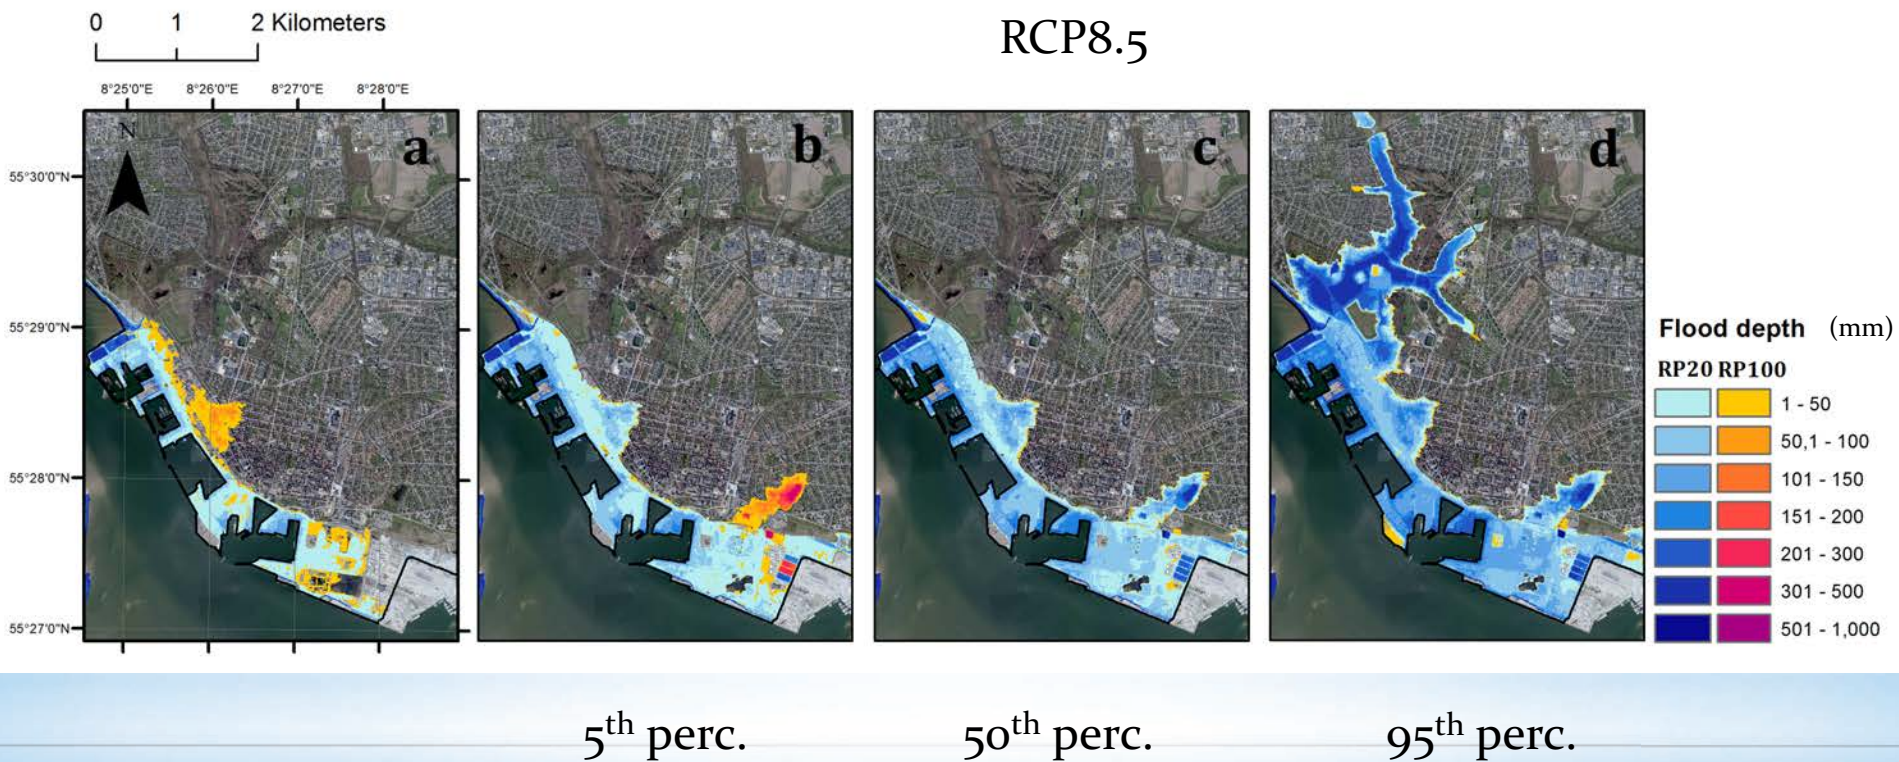 0 1 2 Kilometers
RCP8.5
8°25'0"E 8°26'0"E 8°27'0"E 8°28'0"E
N
a
b
c
d
55°30'0"N
55°29'0"N
55°28'0"N
55°27'0"N
Flood depth (mm)
RP20 RP100
1 - 50
50,1 - 100
101 - 150
151 - 200
201 - 300
301 - 500
501 - 1,000
5th perc. 50th perc. 95th perc.